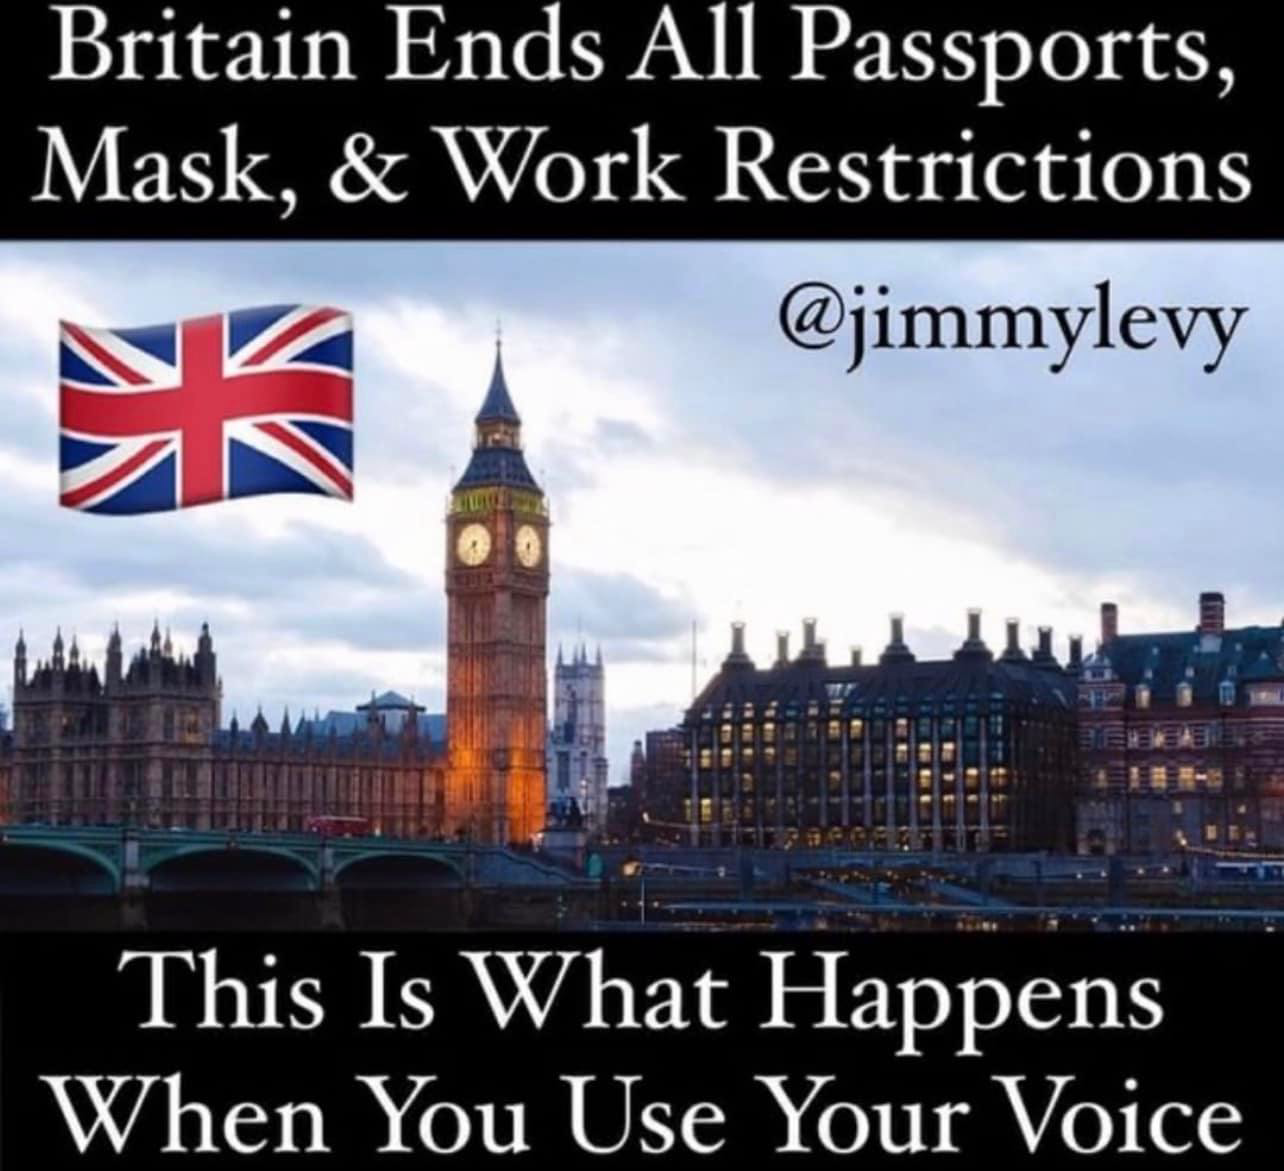 Britain Ends All Passports,
Mask, & Work Restrictions
@jimmylevy
This Is What Happens
When You Use Your Voice